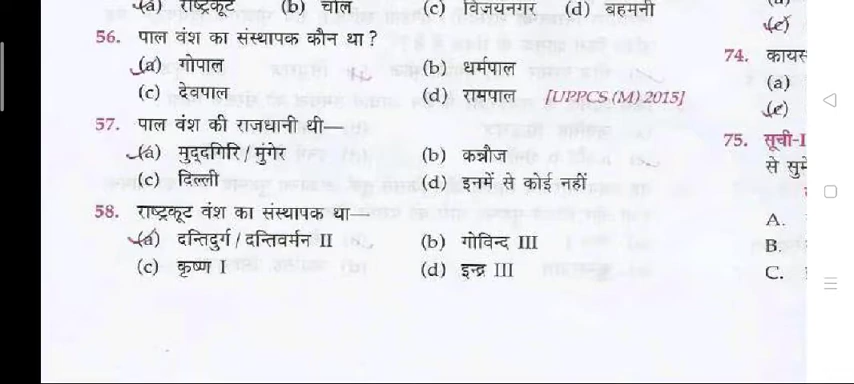 (a) राष्ट्रकूट (b) चोल (c) विजयनगर (d) बहमनी
56. पाल वंश का संस्थापक कौन था ?
(a) गोपाल (b) धर्मपाल
(c) देवपाल (d) रामपाल [UPPCS (M) 2015]
57. पाल वंश की राजधानी थी—
(a) मुद्दगिरि / मुंगेर (b) कन्नौज
(c) दिल्ली (d) इनमें से कोई नहीं
58. राष्ट्रकूट वंश का संस्थापक था—
(a) दन्तिदुर्ग / दन्तिवर्मन II (b) गोविन्द III
(c) कृष्ण I (d) इन्द्र III
(c)
74. कायस
(a)
(c)
75. सूची-I
से सुमे
A.
B.
C.